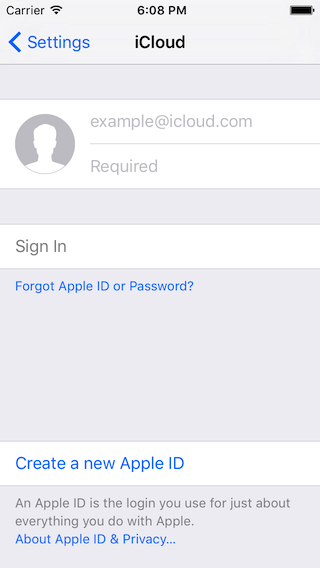 Carrier 6:08 PM
Settings iCloud
example@icloud.com
Required
Sign In
Forgot Apple ID or Password?
Create a new Apple ID
An Apple ID is the login you use for just about
everything you do with Apple.
About Apple ID & Privacy...